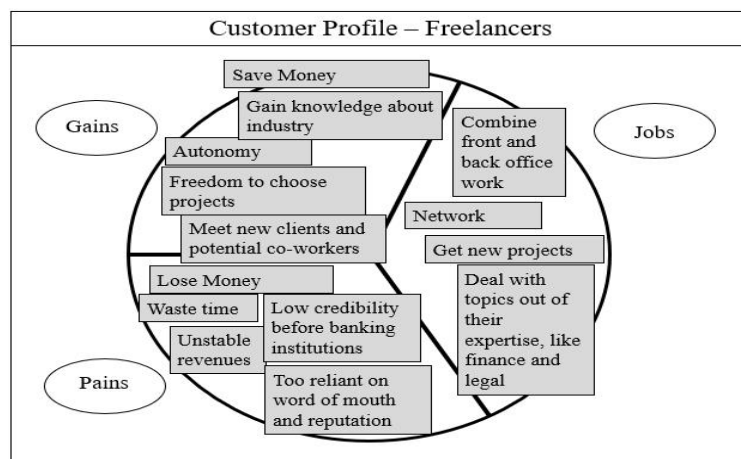 Customer Profile – Freelancers
Gains
Save Money
Gain knowledge about
industry
Autonomy
Freedom to choose
projects
Meet new clients and
potential co-workers
Jobs
Combine
front and
back office
work
Network
Get new projects
Deal with
topics out of
their
expertise, like
finance and
legal
Pains
Lose Money
Waste time
Unstable
revenues
Low credibility
before banking
institutions
Too reliant on
word of mouth
and reputation